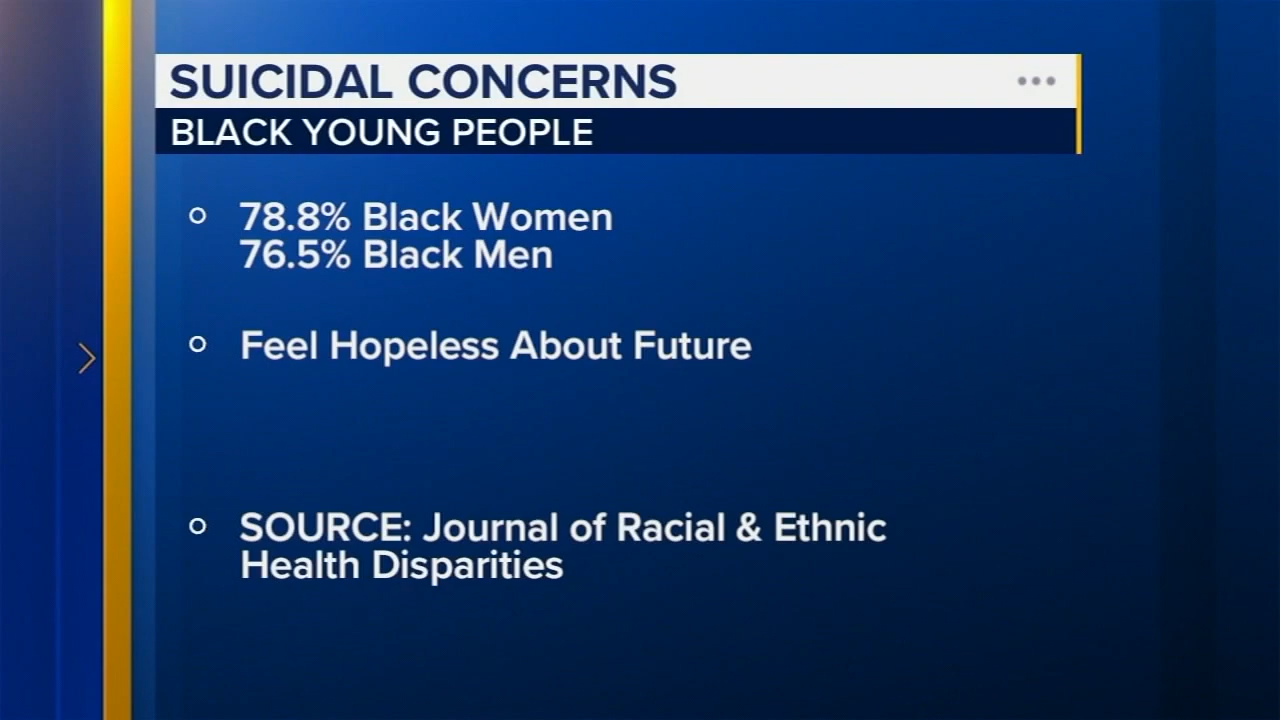 SUICIDAL CONCERNS
BLACK YOUNG PEOPLE
78.8% Black Women
76.5% Black Men
Feel Hopeless About Future
SOURCE: Journal of Racial & Ethnic
Health Disparities